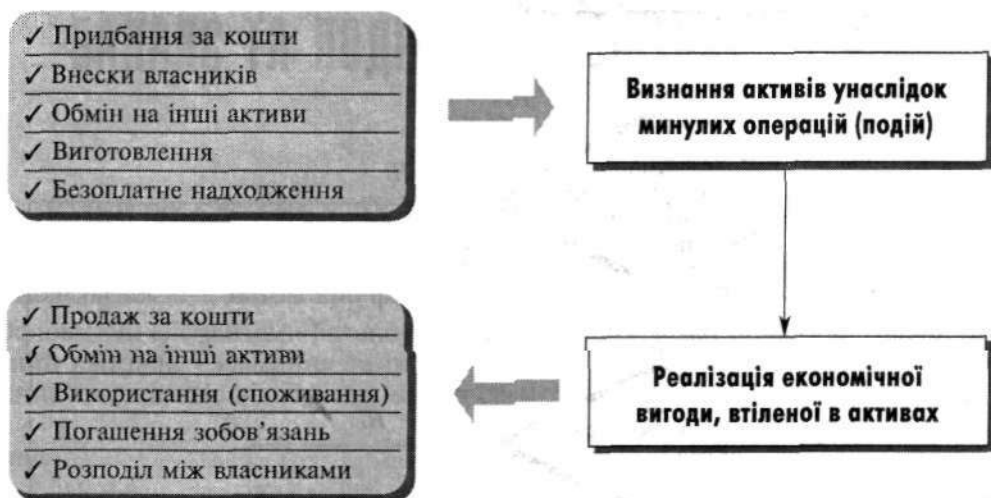 ✓ Придбання за кошти
✓ Внески власників
✓ Обмін на інші активи
✓ Виготовлення
✓ Безоплатне надходження
Визнання активів унаслідок
минулих операцій (подій)
✓ Продаж за кошти
✓ Обмін на інші активи
✓ Використання (споживання)
✓ Погашення зобов'язань
✓ Розподіл між власниками
Реалізація економічної
вигоди, втіленої в активах